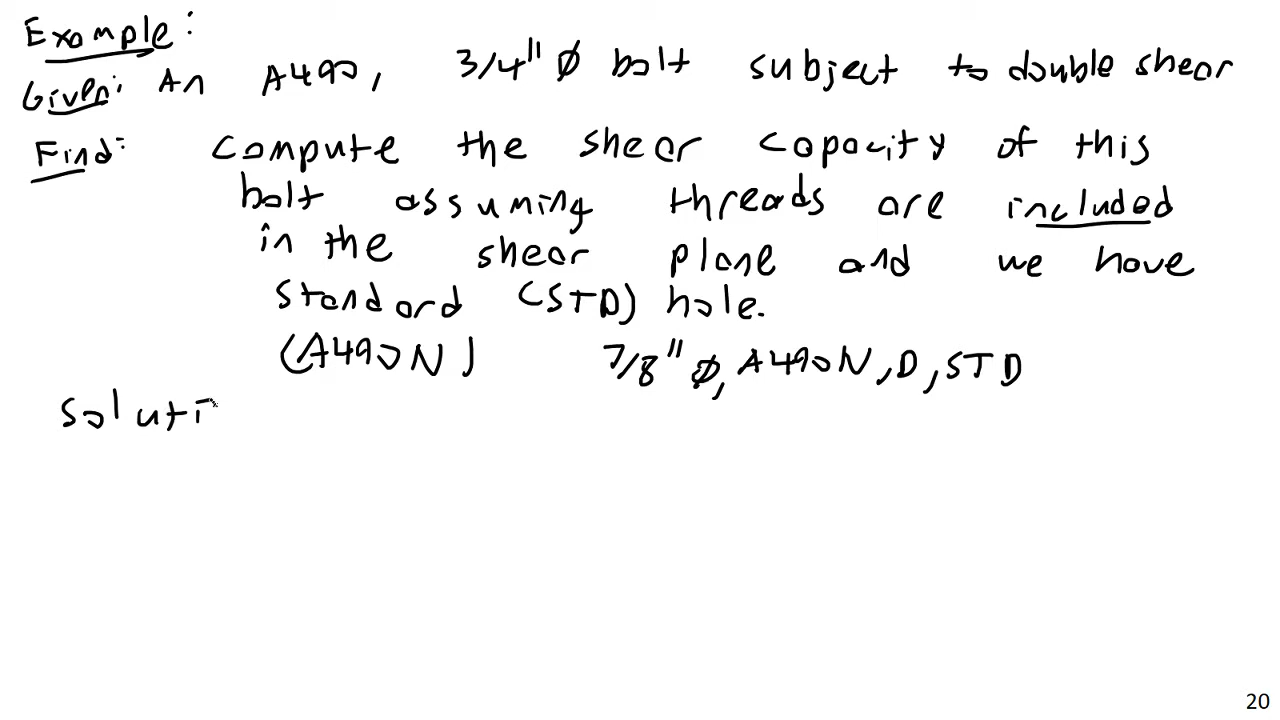 Example:
Given: An A490, 3/4" Ø bolt subject to double shear
Find: compute the shear capacity of this
bolt assuming threads are included
in the shear plane and we have
standard (STD) hole.
(A490N) 7/8" Ø, A490N, D, STD
soluti
20